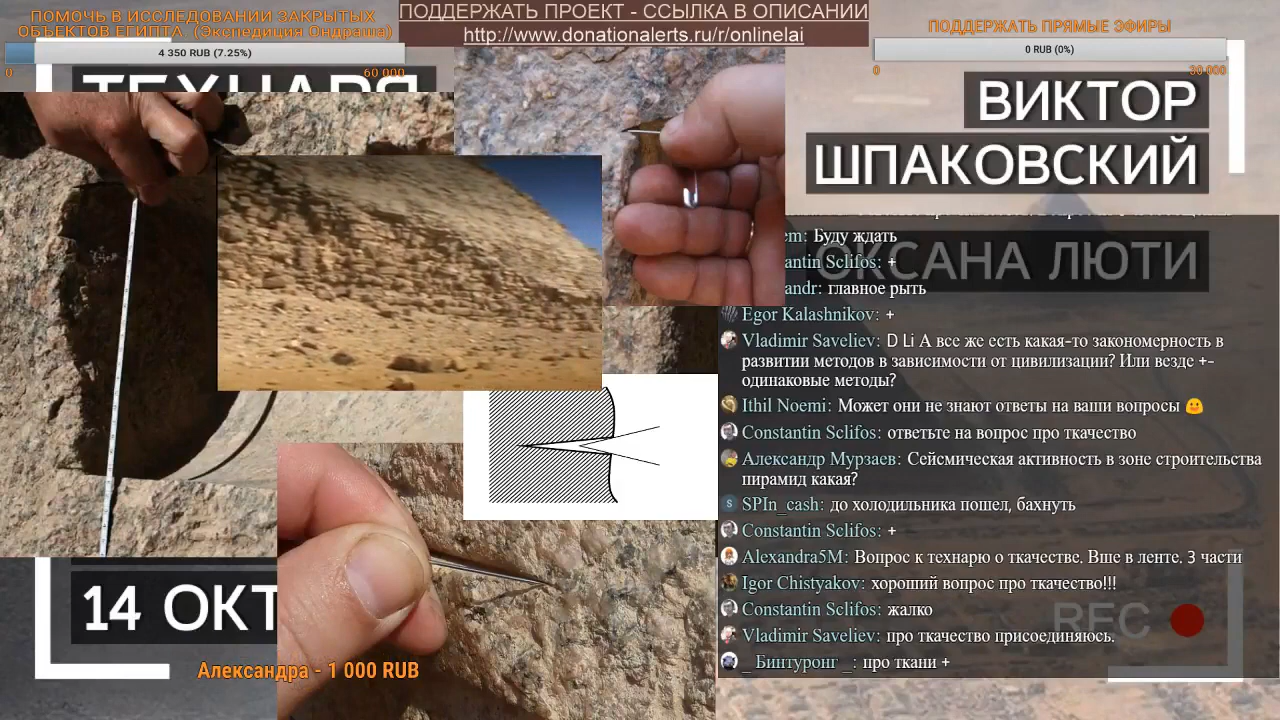 ПОМОЧЬ В ИССЛЕДОВАНИИ ЗАКРЫТЫХ
ОБЪЕКТОВ ЕГИПТА. (Экспедиция Ондраша)
4 350 RUB (7.25%)
0
60 000
ПОДДЕРЖАТЬ ПРОЕКТ - ССЫЛКА В ОПИСАНИИ
http://www.donationalerts.ru/r/onlinelai
ПОДДЕРЖАТЬ ПРЯМЫЕ ЭФИРЫ
0 RUB (0%)
0
30 000
ТЕХНАРЯ
ВИКТОР
ШПАКОВСКИЙ
ОКСАНА ЛЮТИ
em: Буду ждать
antin Sclifos: +
andr: главное рыть
Egor Kalashnikov: +
Vladimir Saveliev: D Li А все же есть какая-то закономерность в
развитии методов в зависимости от цивилизации? Или везде +-
одинаковые методы?
Ithil Noemi: Может они не знают ответы на ваши вопросы
Constantin Sclifos: ответьте на вопрос про ткачество
Александр Мурзаев: Сейсмическая активность в зоне строительства
пирамид какая?
S SPIn_cash: до холодильника пошел, бахнуть
Constantin Sclifos: +
Alexandra5M: Вопрос к технарю о ткачестве. Вше в ленте. 3 части
Igor Chistyakov: хороший вопрос про ткачество!!!
Constantin Sclifos: жалко
Vladimir Saveliev: про ткачество присоединяюсь.
_ Бинтуронг _: про ткани +
REC
14 ОКТ
Александра - 1 000 RUB